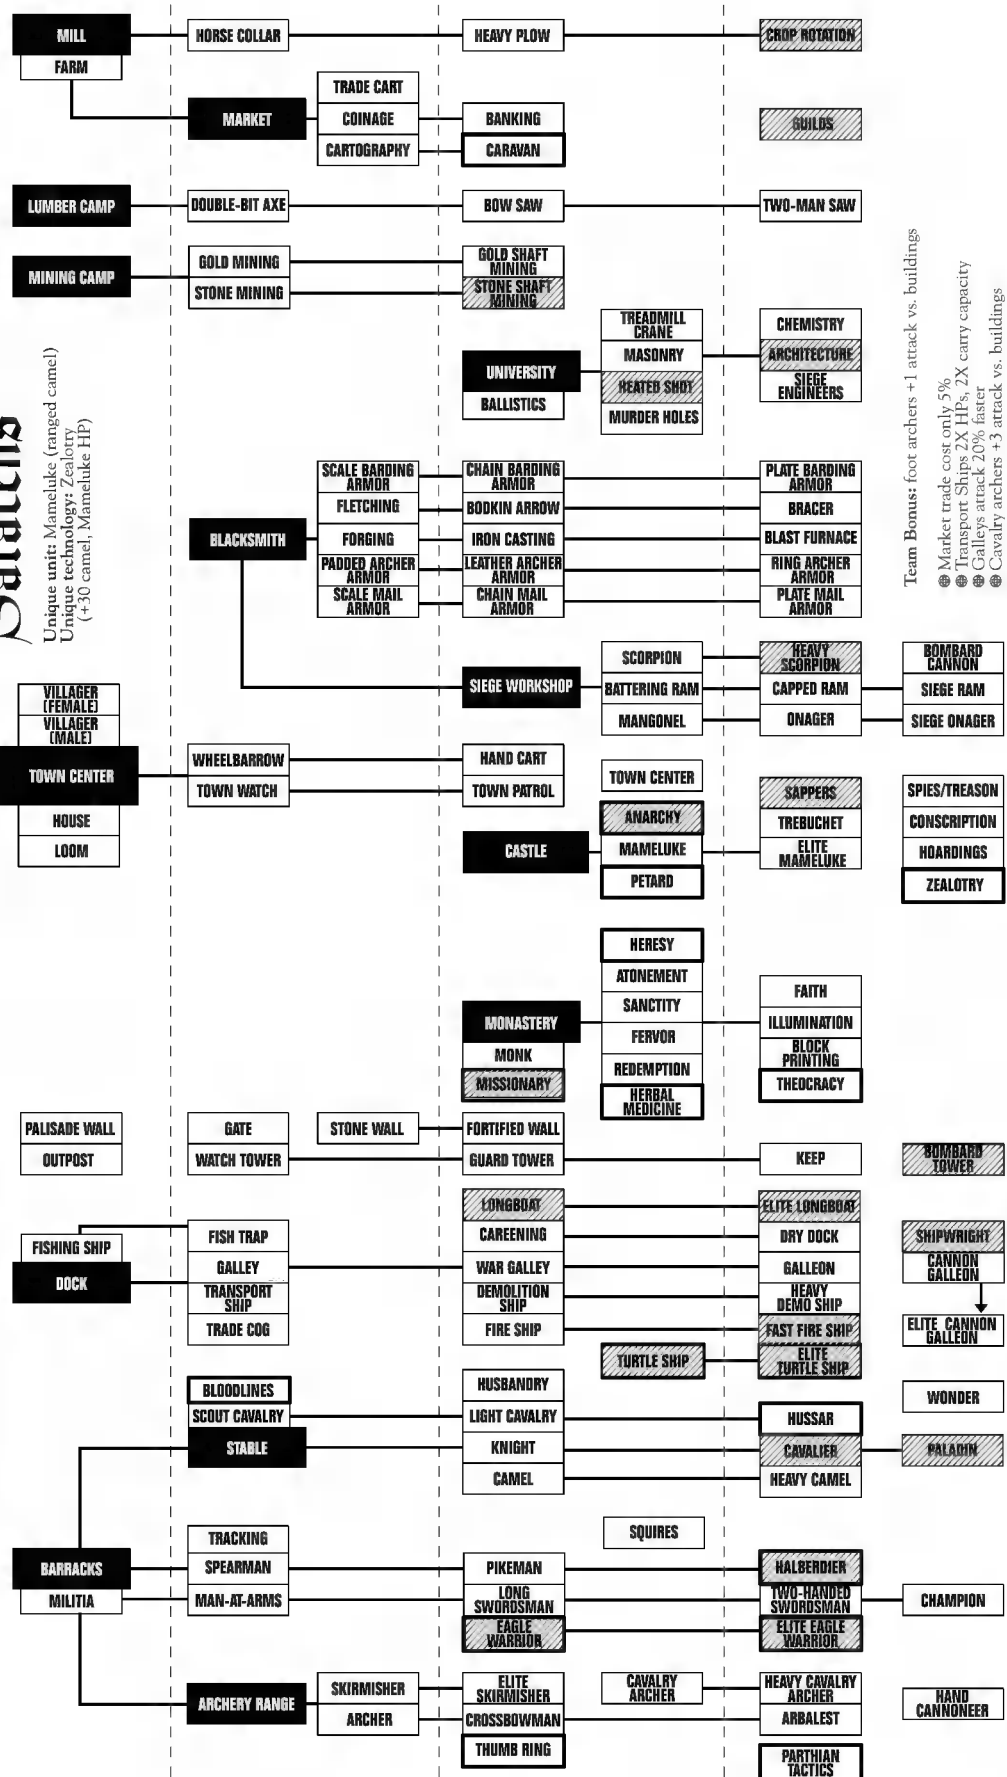 MILL
HORSE COLLAR
HEAVY PLOW
CROP ROTATION
FARM
TRADE CART
MARKET
COINAGE
BANKING
GUILDS
CARTOGRAPHY
CARAVAN
LUMBER CAMP
DOUBLE-BIT AXE
BOW SAW
TWO-MAN SAW
MINING CAMP
GOLD MINING
GOLD SHAFT
MINING
STONE MINING
STONE SHAFT
MINING
UNIVERSITY
BALLISTICS
TREADMILL
CRANE
MASONRY
HEATED SHOT
MURDER HOLES
CHEMISTRY
ARCHITECTURE
SIEGE
ENGINEERS
Unique unit: Mameluke (ranged camel)
Unique technology: Zealotry
(+30 camel, Mameluke HP)
Team Bonus: foot archers +1 attack vs. buildings
Market trade cost only 5%
Transport Ships 2X HPs, 2X carry capacity
Galleys attack 20% faster
Cavalry archers +3 attack vs. buildings
BLACKSMITH
SCALE BARDING
ARMOR
CHAIN BARDING
ARMOR
PLATE BARDING
ARMOR
FLETCHING
BODKIN ARROW
BRACER
FORGING
IRON CASTING
BLAST FURNACE
PADDED ARCHER
ARMOR
LEATHER ARCHER
ARMOR
RING ARCHER
ARMOR
SCALE MAIL
ARMOR
CHAIN MAIL
ARMOR
PLATE MAIL
ARMOR
SIEGE WORKSHOP
SCORPION
HEAVY
SCORPION
BOMBARD
CANNON
BATTERING RAM
CAPPED RAM
SIEGE RAM
MANGONEL
ONAGER
SIEGE ONAGER
VILLAGER
(FEMALE)
VILLAGER
(MALE)
TOWN CENTER
HOUSE
LOOM
WHEELBARROW
HAND CART
TOWN WATCH
TOWN PATROL
TOWN CENTER
CASTLE
ANARCHY
MAMELUKE
PETARD
SAPPERS
TREBUCHET
ELITE
MAMELUKE
SPIES/TREASON
CONSCRIPTION
HOARDINGS
ZEALOTRY
MONASTERY
MONK
MISSIONARY
HERESY
ATONEMENT
SANCTITY
FERVOR
REDEMPTION
HERBAL
MEDICINE
FAITH
ILLUMINATION
BLOCK
PRINTING
THEOCRACY
PALISADE WALL
GATE
STONE WALL
FORTIFIED WALL
OUTPOST
WATCH TOWER
GUARD TOWER
KEEP
BOMBARD
TOWER
FISHING SHIP
DOCK
FISH TRAP
GALLEY
TRANSPORT
SHIP
TRADE COG
LONGBOAT
CAREENING
WAR GALLEY
DEMOLITION
SHIP
FIRE SHIP
TURTLE SHIP
ELITE LONGBOAT
DRY DOCK
GALLEON
HEAVY
DEMO SHIP
FAST FIRE SHIP
ELITE
TURTLE SHIP
SHIPWRIGHT
CANNON
GALLEON
ELITE CANNON
GALLEON
WONDER
BLOODLINES
SCOUT CAVALRY
STABLE
HUSBANDRY
LIGHT CAVALRY
KNIGHT
CAMEL
HUSSAR
CAVALIER
HEAVY CAMEL
PALADIN
BARRACKS
MILITIA
TRACKING
SPEARMAN
MAN-AT-ARMS
SQUIRES
PIKEMAN
LONG
SWORDSMAN
EAGLE
WARRIOR
HALBERDIER
TWO-HANDED
SWORDSMAN
ELITE EAGLE
WARRIOR
CHAMPION
ARCHERY RANGE
SKIRMISHER
ARCHER
ELITE
SKIRMISHER
CROSSBOWMAN
THUMB RING
CAVALRY
ARCHER
HEAVY CAVALRY
ARCHER
ARBALEST
PARTHIAN
TACTICS
HAND
CANNONEER